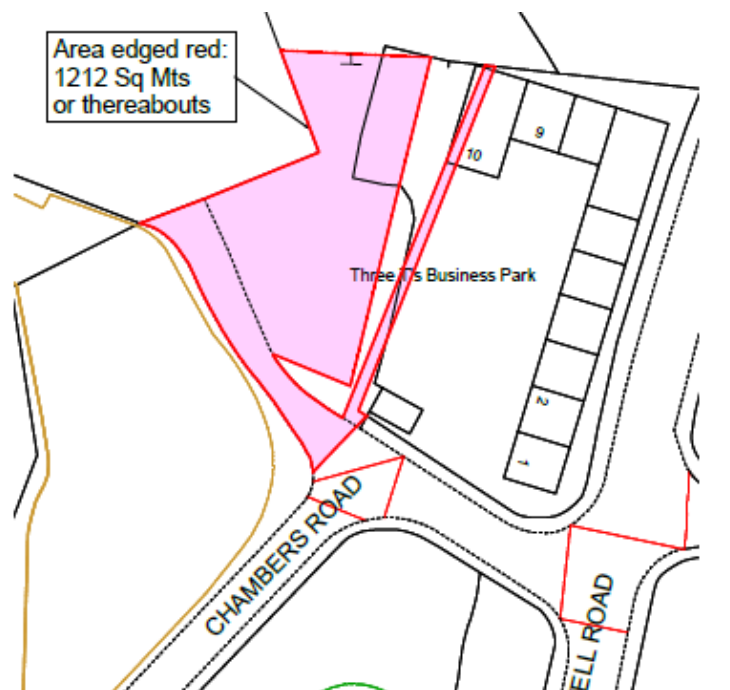 Area edged red:
1212 Sq Mts
or thereabouts
9
10
Three T's Business Park
2
1
CHAMBERS ROAD
ELL ROAD